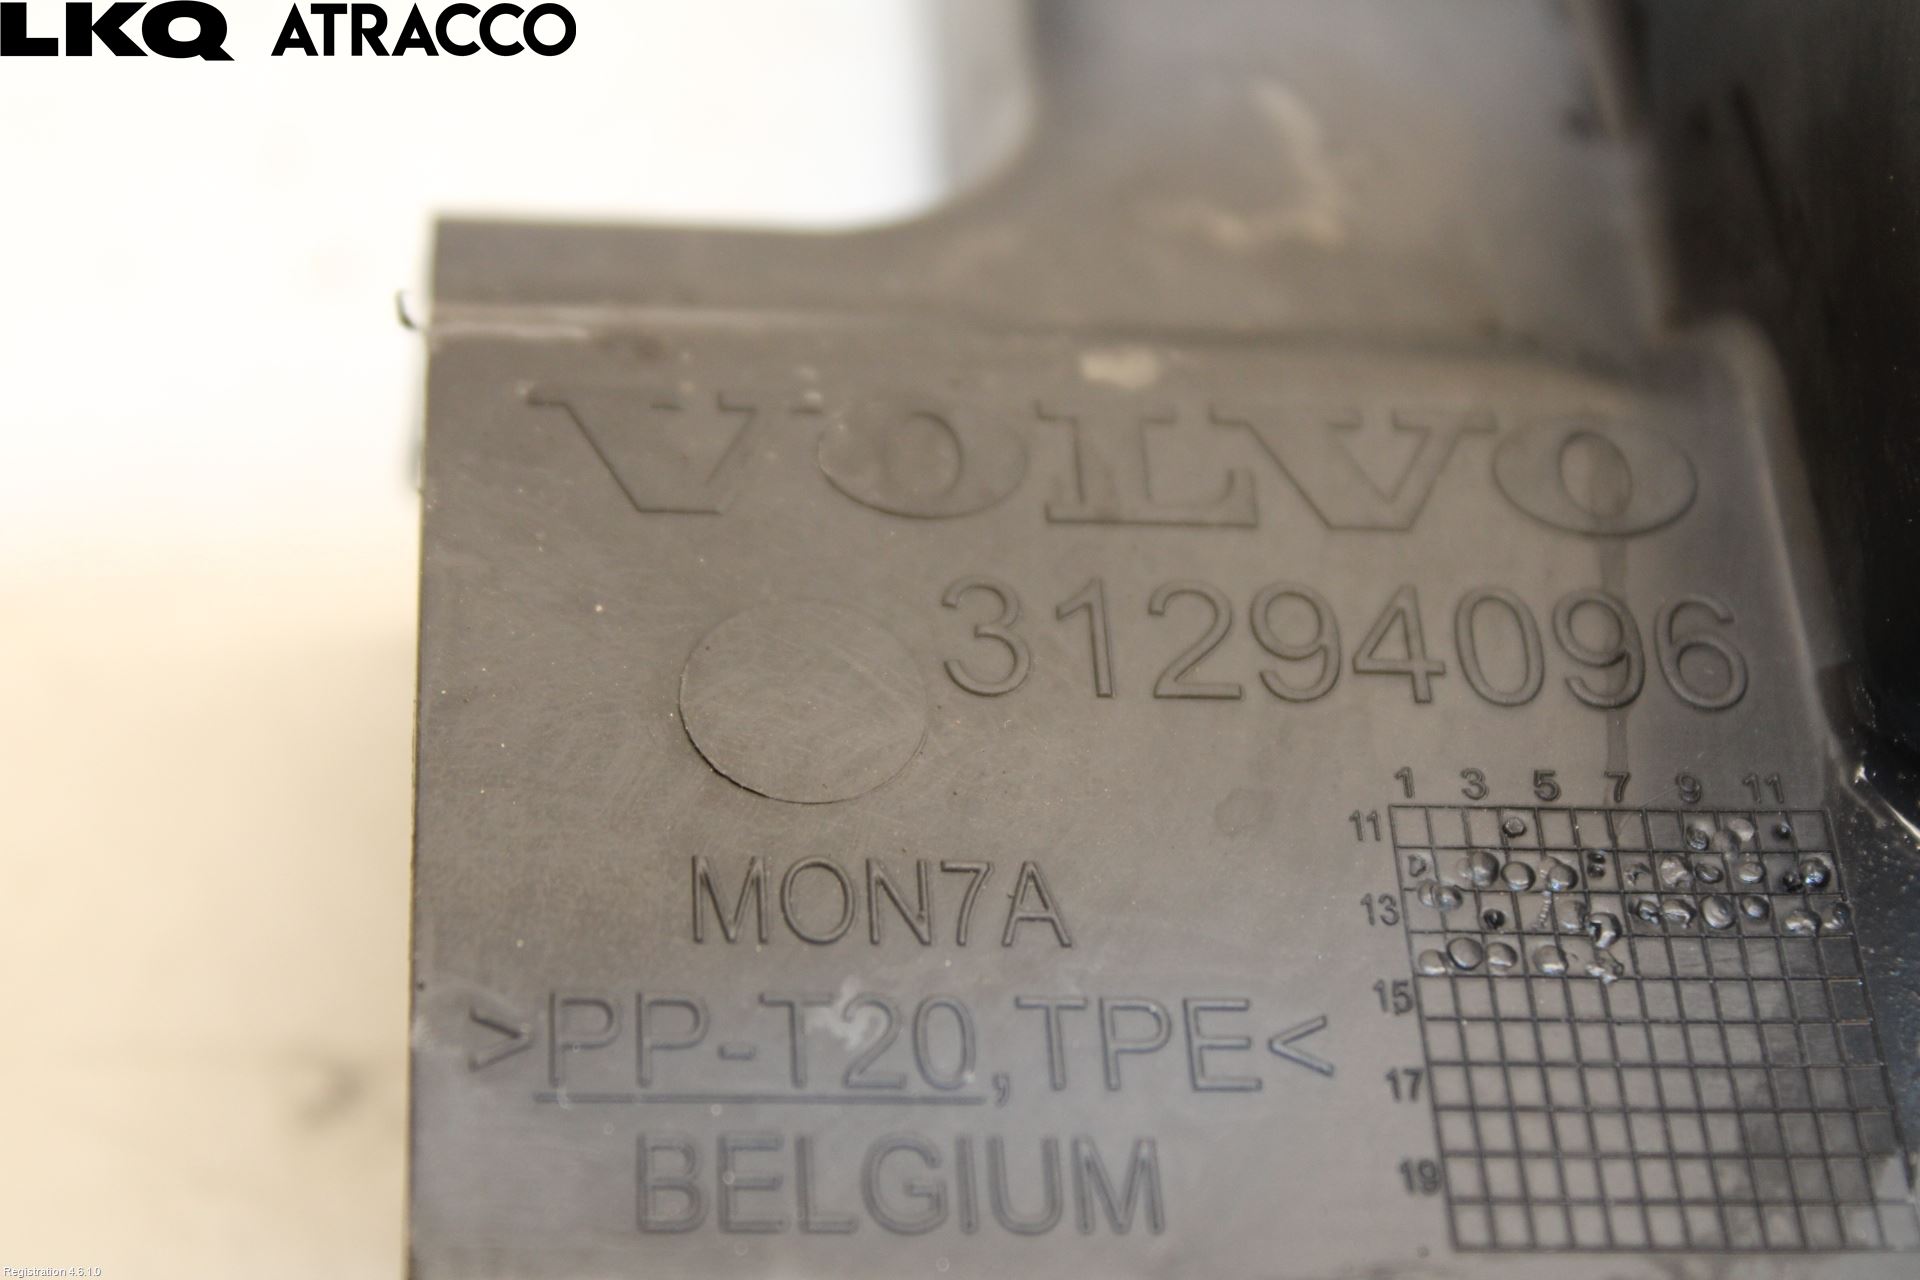 LKQ ATRACCO
VOLVO
31294096
1 3 5 7 9 11
11
13
MON7A
15
>PP-T20,TPE<
17
BELGIUM
19
Registration 4.6.1.0